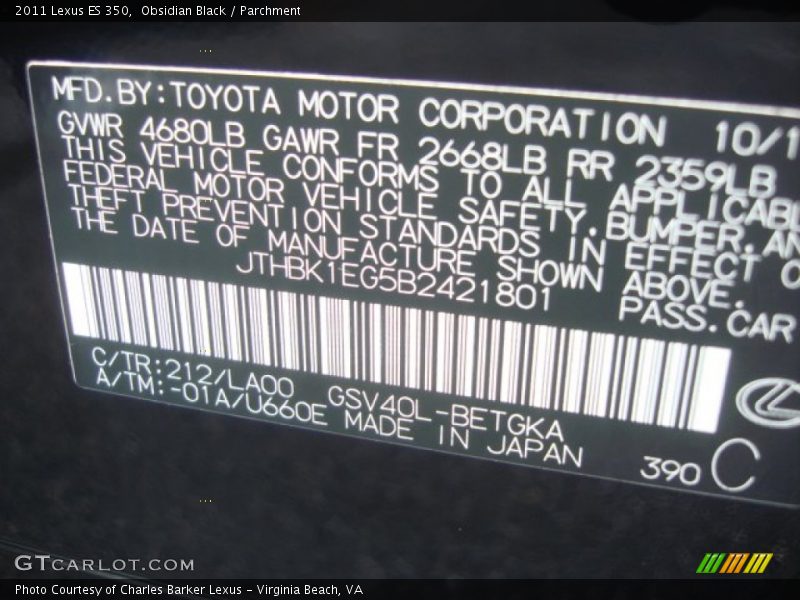 2011 Lexus ES 350,  Obsidian Black / Parchment
MFD.BY:TOYOTA MOTOR CORPORATION 10/1
GVWR 4680LB GAWR FR 2668LB RR 2359LB
THIS VEHICLE CONFORMS TO ALL APPLICABL
FEDERAL MOTOR VEHICLE SAFETY.BUMPER.AN
THEFT PREVENTION STANDARDS IN EFFECT O
THE DATE OF MANUFACTURE SHOWN ABOVE.
JTHBK1EG5B2421801 PASS.CAR
C/TR:212/LA00 GSV40L-BETGKA
A/TM:-01A/U660E MADE IN JAPAN
390 C
GTCARLOT.COM
Photo Courtesy of Charles Barker Lexus - Virginia Beach, VA